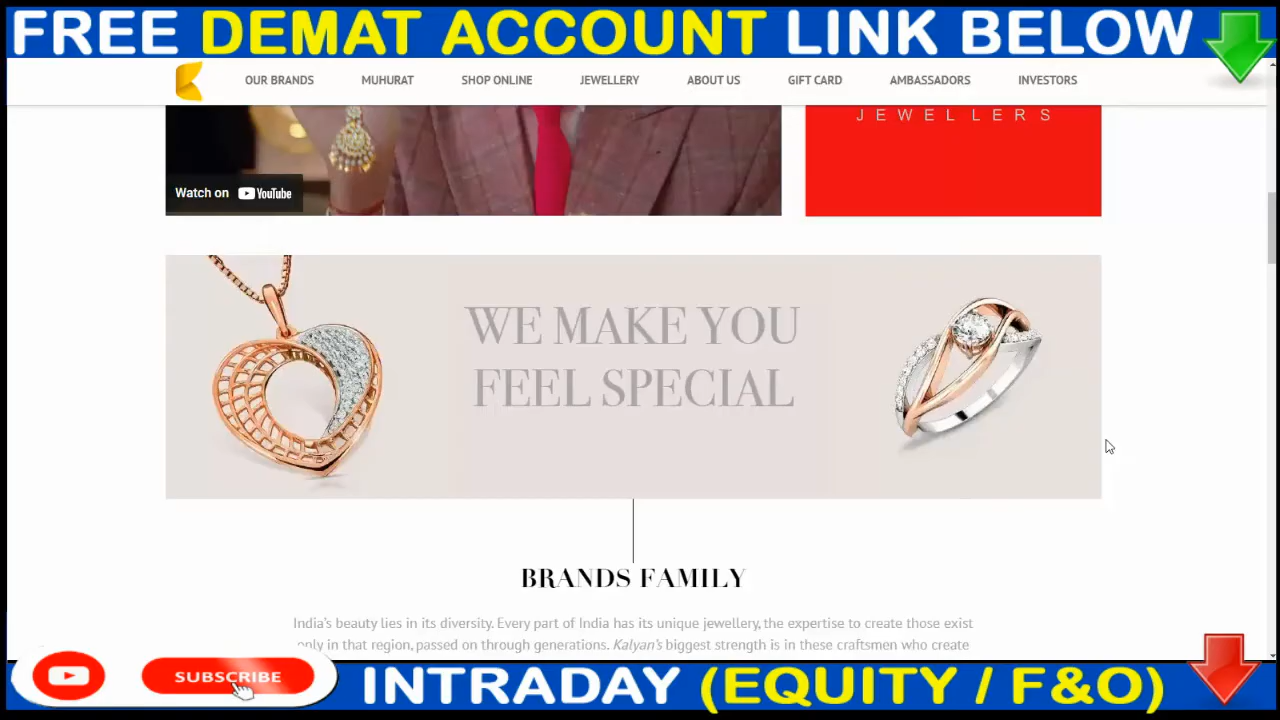 FREE DEMAT ACCOUNT LINK BELOW
OUR BRANDS MUHURAT SHOP ONLINE JEWELLERY ABOUT US GIFT CARD AMBASSADORS INVESTORS
JEWELLERS
Watch on YouTube
WE MAKE YOU
FEEL SPECIAL
BRANDS FAMILY
India's beauty lies in its diversity. Every part of India has its unique jewellery, the expertise to create those exist
only in that region, passed on through generations. Kalyan's biggest strength is in these craftsmen who create
SUBSCRIBE
INTRADAY (EQUITY / F&O)